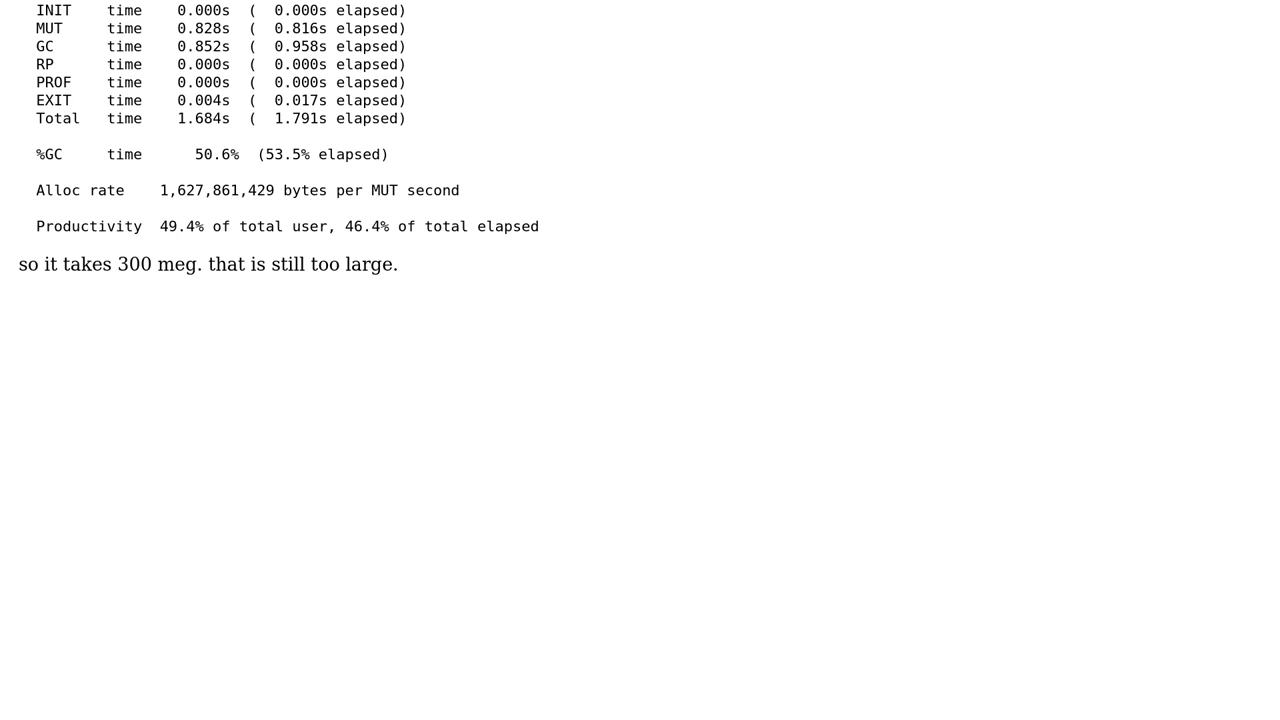 INIT    time    0.000s  (  0.000s elapsed)
MUT     time    0.828s  (  0.816s elapsed)
GC      time    0.852s  (  0.958s elapsed)
RP      time    0.000s  (  0.000s elapsed)
PROF    time    0.000s  (  0.000s elapsed)
EXIT    time    0.004s  (  0.017s elapsed)
Total   time    1.684s  (  1.791s elapsed)
%GC     time      50.6%  (53.5% elapsed)
Alloc rate    1,627,861,429 bytes per MUT second
Productivity  49.4% of total user, 46.4% of total elapsed
so it takes 300 meg. that is still too large.